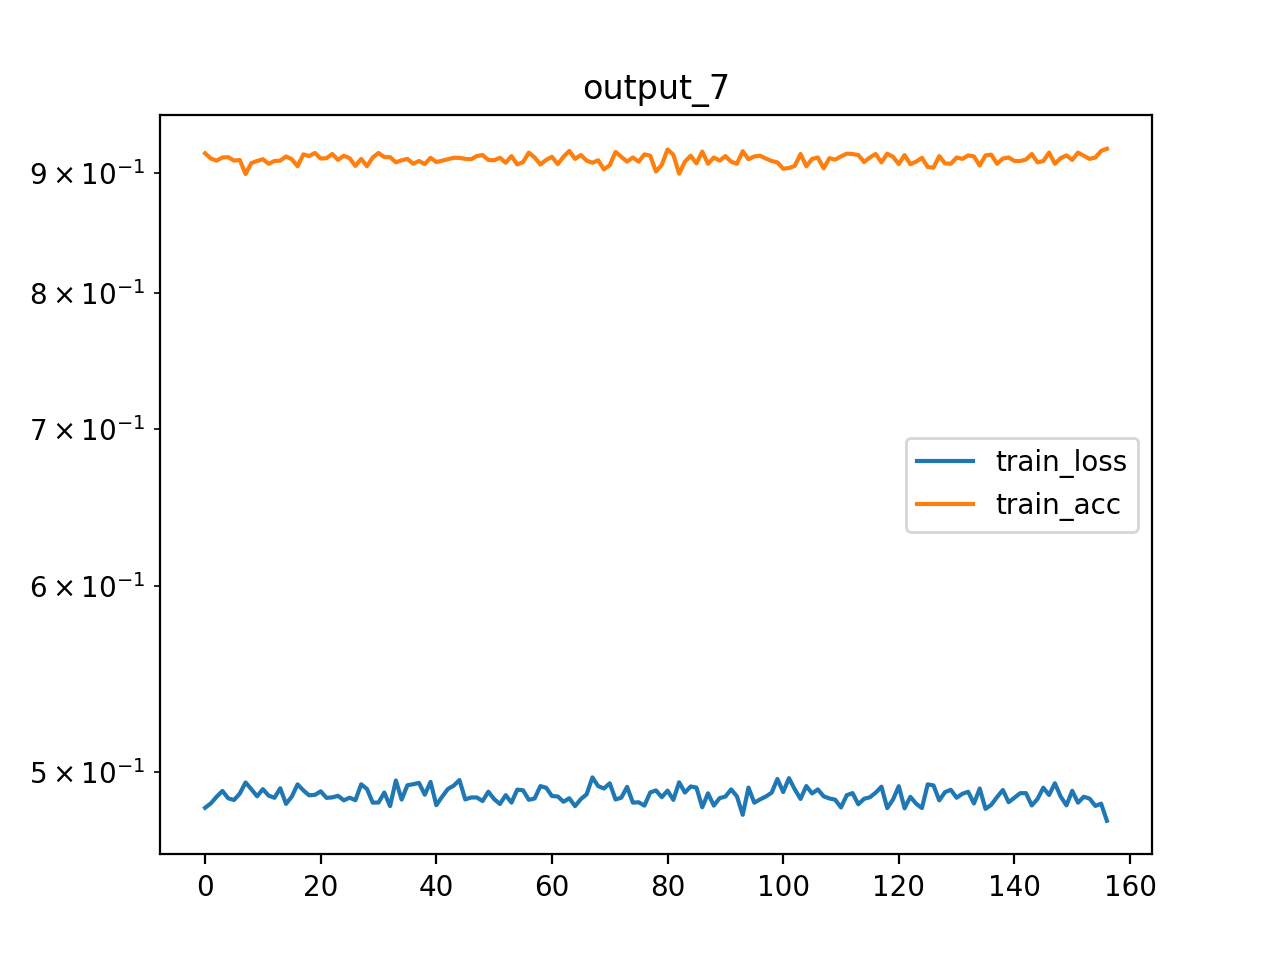 output_7
9 × 10⁻¹
8 × 10⁻¹
7 × 10⁻¹
6 × 10⁻¹
5 × 10⁻¹
train_loss
train_acc
0 20 40 60 80 100 120 140 160